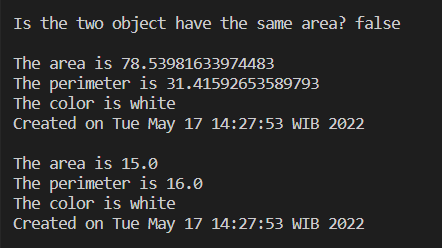 Is the two object have the same area? false
The area is 78.53981633974483
The perimeter is 31.41592653589793
The color is white
Created on Tue May 17 14:27:53 WIB 2022
The area is 15.0
The perimeter is 16.0
The color is white
Created on Tue May 17 14:27:53 WIB 2022